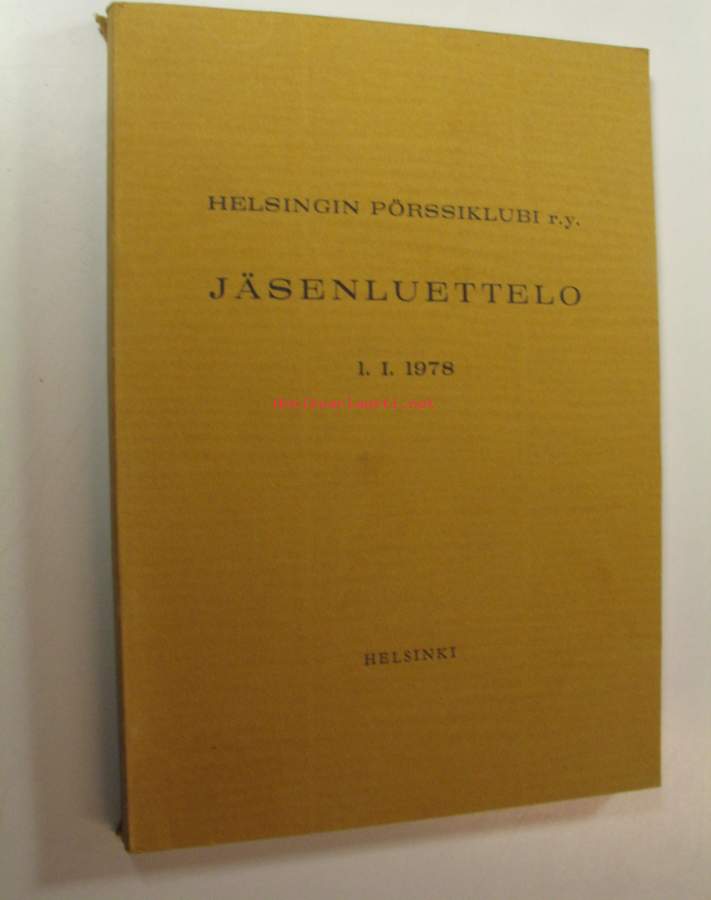 HELSINGIN PÖRSSIKLUBI r.y.
JÄSENLUETTELO
1. I. 1978
HELSINKI